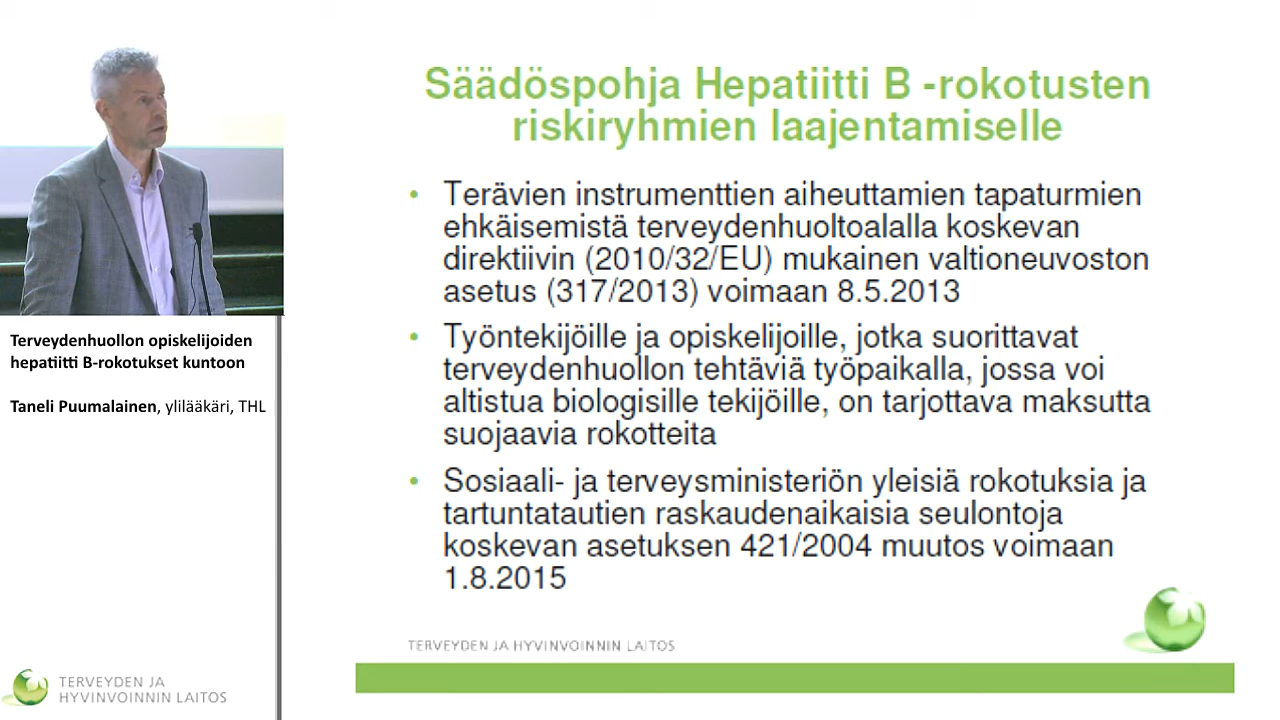 Säädöspohja Hepatiitti B -rokotusten
riskiryhmien laajentamiselle
• Terävien instrumenttien aiheuttamien tapaturmien
ehkäisemistä terveydenhuoltoalalla koskevan
direktiivin (2010/32/EU) mukainen valtioneuvoston
asetus (317/2013) voimaan 8.5.2013
• Työntekijöille ja opiskelijoille, jotka suorittavat
terveydenhuollon tehtäviä työpaikalla, jossa voi
altistua biologisille tekijöille, on tarjottava maksutta
suojaavia rokotteita
• Sosiaali- ja terveysministeriön yleisiä rokotuksia ja
tartuntatautien raskaudenaikaisia seulontoja
koskevan asetuksen 421/2004 muutos voimaan
1.8.2015
TERVEYDEN JA HYVINVOINNIN LAITOS
Terveydenhuollon opiskelijoiden
hepatiitti B-rokotukset kuntoon
Taneli Puumalainen, ylilääkäri, THL
TERVEYDEN JA
HYVINVOINNIN LAITOS